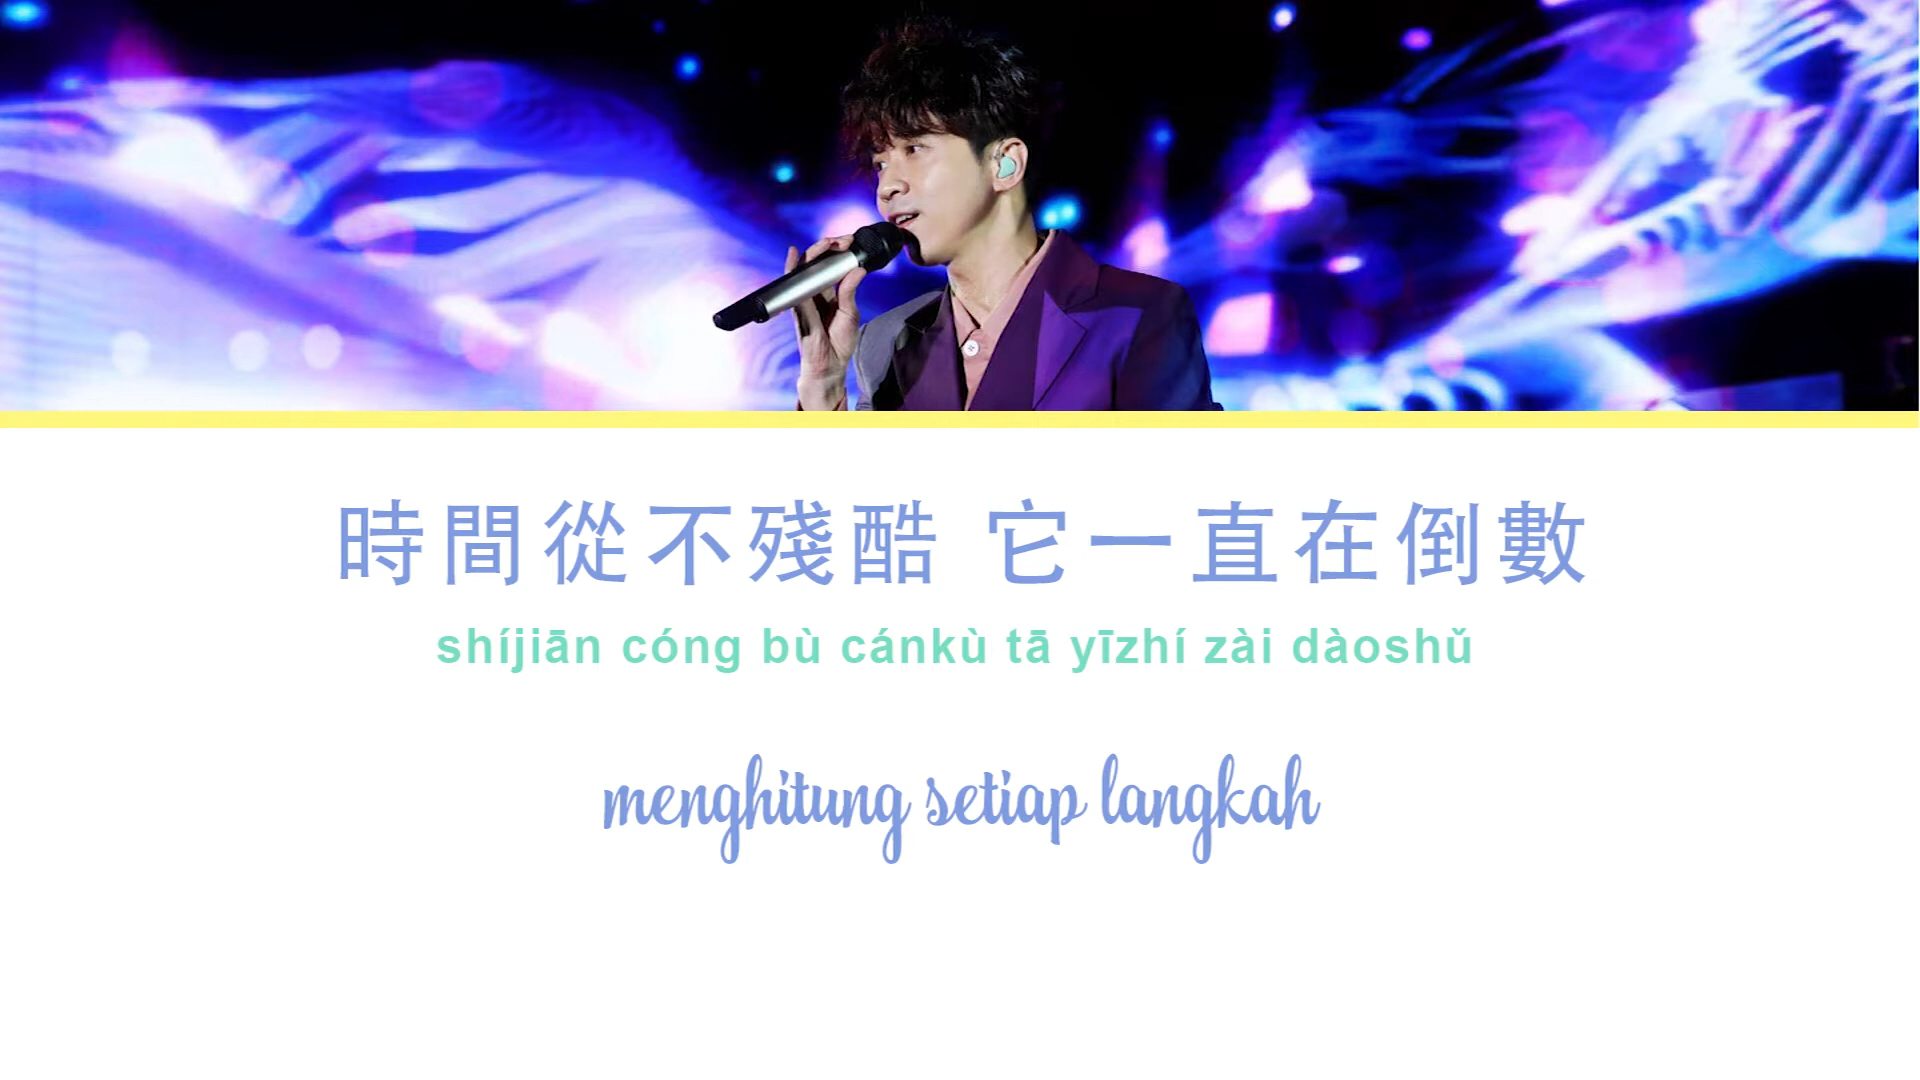 時間從不殘酷 它一直在倒數
shíjiān cóng bù cánkù tā yīzhí zài dàoshǔ
menghitung setiap langkah